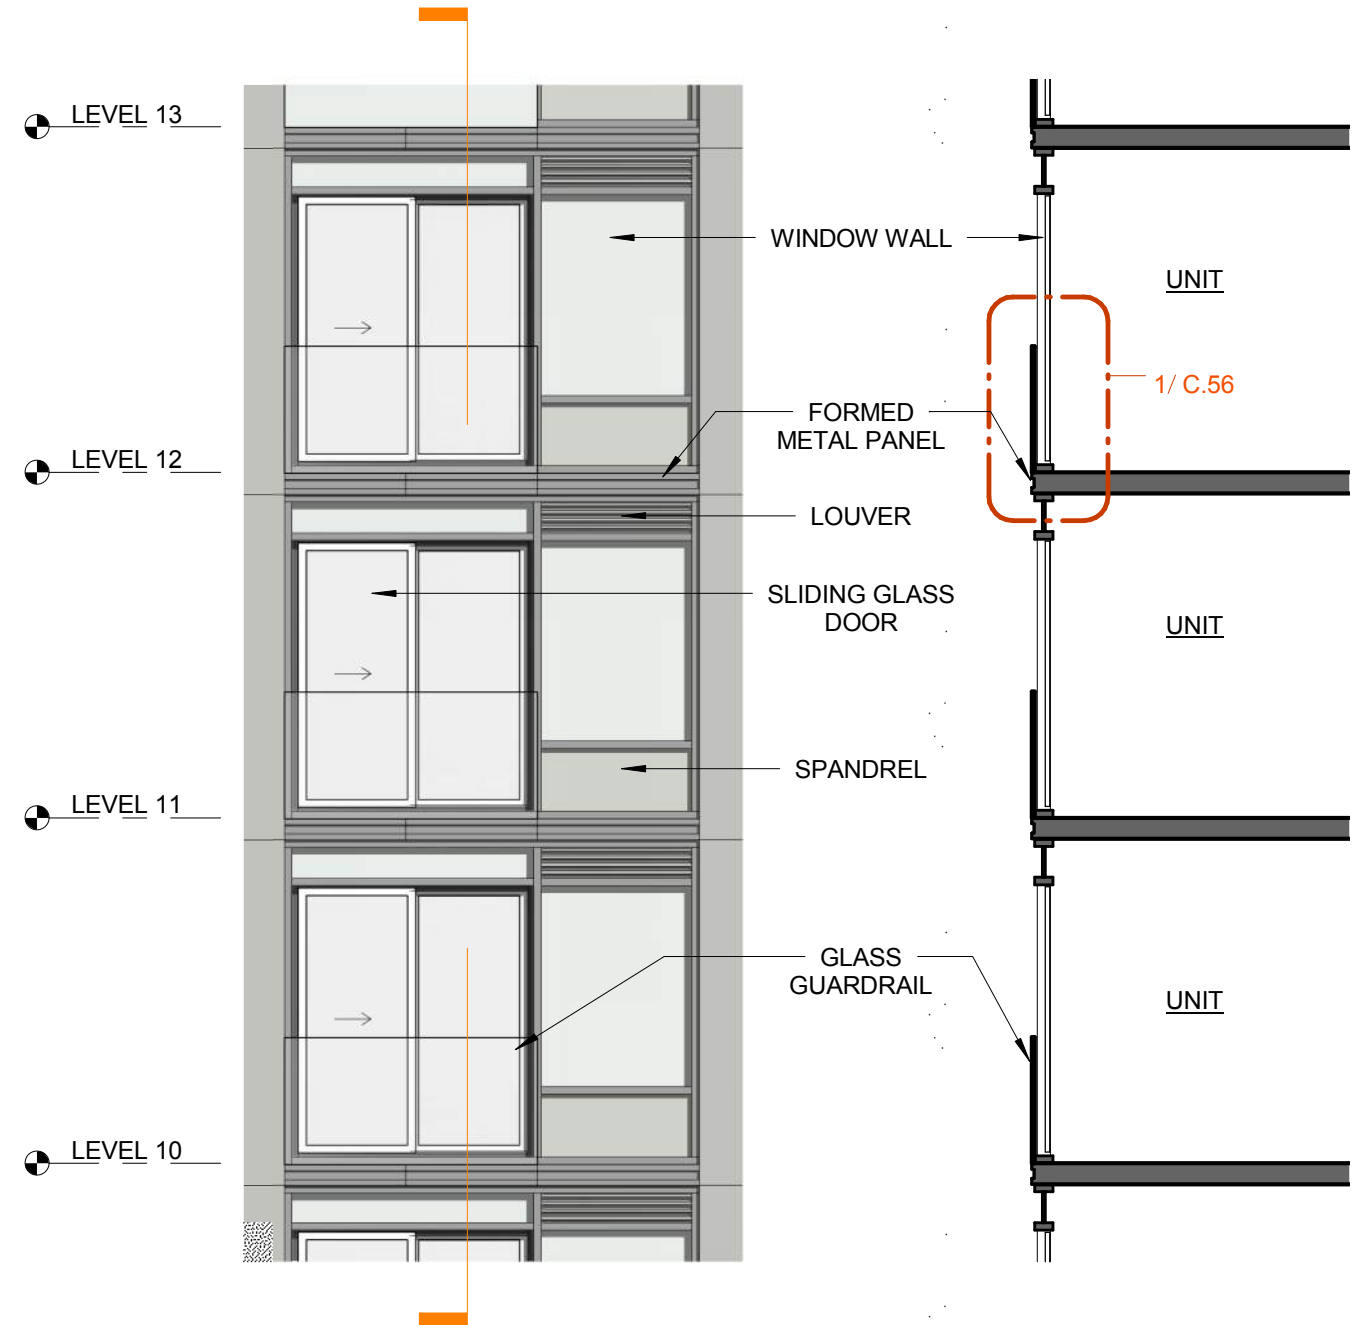 LEVEL 13
WINDOW WALL
UNIT
1/ C.56
FORMED
METAL PANEL
LEVEL 12
LOUVER
SLIDING GLASS
DOOR
UNIT
SPANDREL
LEVEL 11
GLASS
GUARDRAIL
UNIT
LEVEL 10